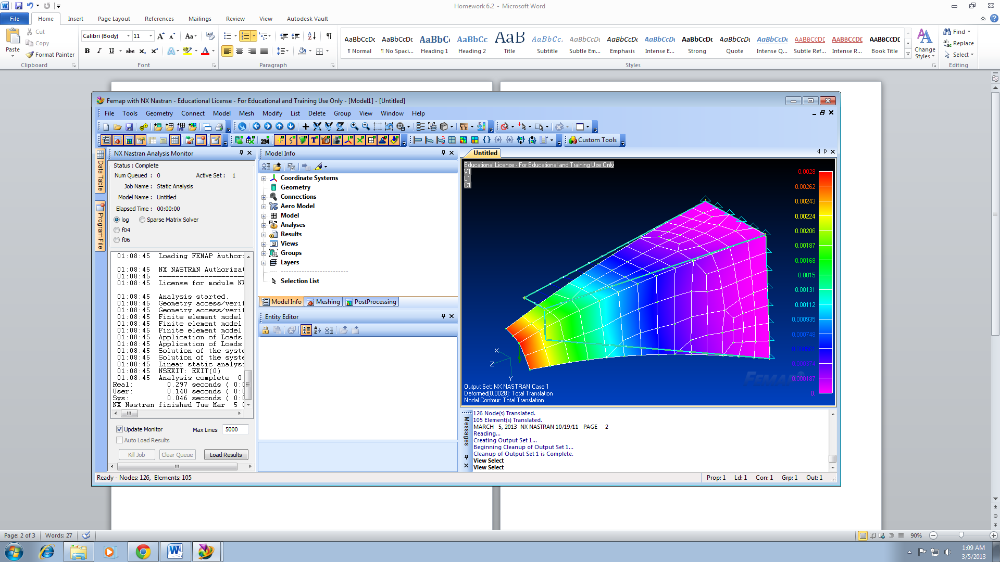 Homework 6.2 - Microsoft Word
File Home Insert Page Layout References Mailings Review View Autodesk Vault
Paste
Cut
Copy
Format Painter
Clipboard
Calibri (Body) 11
Font
Paragraph
AaBbCcDc AaBbCcDc AaBbCc AaBbCc AaB AaBbCc. AaBbCcDc AaBbCcDc AaBbCcDc AaBbCcDc AaBbCcDc AaBbCcDc AABBCCDE AABBCCDE AABBCCDE
¶ Normal ¶ No Spaci... Heading 1 Heading 2 Title Subtitle Subtle Em... Emphasis Intense E... Strong Quote Intense Q... Subtle Ref... Intense R... Book Title
Styles
Change Styles
Find
Replace
Select
Editing
Femap with NX Nastran - Educational License - For Educational and Training Use Only - [Model1] - [Untitled]
File Tools Geometry Connect Model Mesh Modify List Delete Group View Window Help
234
Custom Tools
Data Table
Program File
NX Nastran Analysis Monitor
Status : Complete
Num Queued : 0 Active Set : 1
Job Name : Static Analysis
Model Name : Untitled
Elapsed Time : 00:00:00
log Sparse Matrix Solver
f04
f06
01:08:45 Loading FEMAP Author
01:08:45 NX NASTRAN Authorizat
01:08:45 ---------------------
01:08:45 License for module NX
01:08:45 Analysis started.
01:08:45 Geometry access/verif
01:08:45 Geometry access/verif
01:08:45 Finite element model
01:08:45 Finite element model
01:08:45 Finite element model
01:08:45 Application of Loads
01:08:45 Application of Loads
01:08:45 Solution of the syste
01:08:45 Solution of the syste
01:08:45 Linear static analysi
01:08:45 NSEXIT: EXIT(0)
01:08:45 Analysis complete 0
Real: 0.297 seconds ( 0:0
User: 0.140 seconds ( 0:0
Sys: 0.046 seconds ( 0:0
NX Nastran finished Tue Mar 5 0
Update Monitor Max Lines 5000
Auto Load Results
Kill Job Clear Queue Load Results
Model Info
Coordinate Systems
Geometry
Connections
Aero Model
Model
Analyses
Results
Views
Groups
Layers
--------------------------
Selection List
Model Info Meshing PostProcessing
Entity Editor
Untitled
Educational License - For Educational and Training Use Only
V1
L1
C1
0.0028
0.00262
0.00243
0.00224
0.00206
0.00187
0.00168
0.0015
0.00131
0.00112
0.000935
0.000748
0.000561
0.000374
0.000187
0.
X
Z
Y
FEMAP®
Output Set: NX NASTRAN Case 1
Deformed(0.0028): Total Translation
Nodal Contour: Total Translation
Messages
126 Node(s) Translated.
105 Element(s) Translated.
MARCH 5, 2013 NX NASTRAN 10/19/11 PAGE 2
Reading...
Creating Output Set 1...
Beginning Cleanup of Output Set 1...
Cleanup of Output Set 1 is Complete.
View Select
View Select
Ready - Nodes: 126, Elements: 105
Prop: 1 Ld: 1 Con: 1 Grp: 1 Out: 1
Page: 2 of 3 Words: 27
90%
1:09 AM
3/5/2013